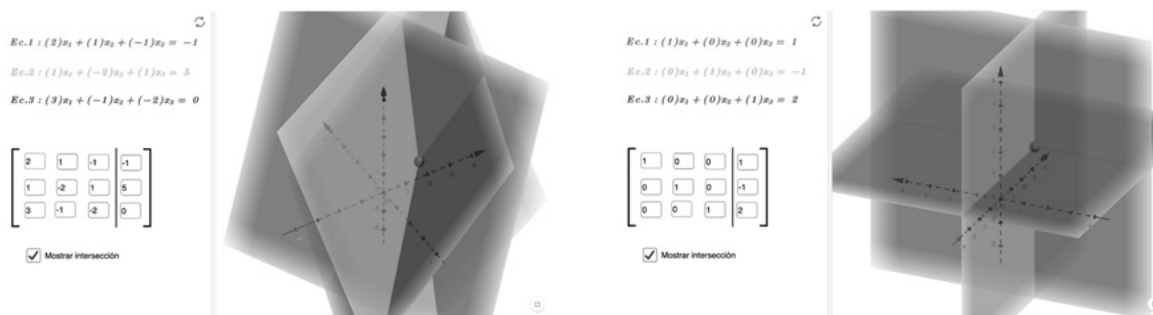 Ec.1 : (2)x₁ + (1)x₂ + (−1)x₃ = −1
Ec.2 : (1)x₁ + (−2)x₂ + (1)x₃ = 5
Ec.3 : (3)x₁ + (−1)x₂ + (−2)x₃ = 0
2 1 -1 -1
1 -2 1 5
3 -1 -2 0
Mostrar intersección
Ec.1 : (1)x₁ + (0)x₂ + (0)x₃ = 1
Ec.2 : (0)x₁ + (1)x₂ + (0)x₃ = −1
Ec.3 : (0)x₁ + (0)x₂ + (1)x₃ = 2
1 0 0 1
0 1 0 -1
0 0 1 2
Mostrar intersección